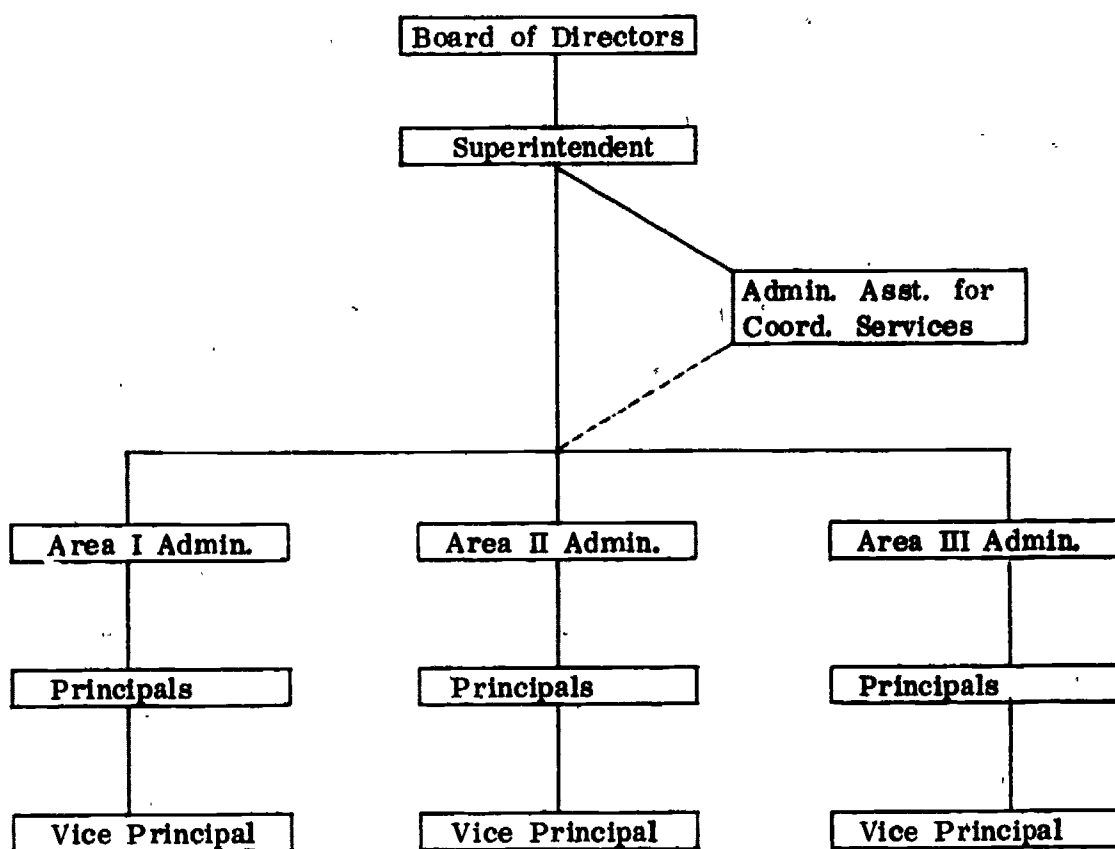 Board of Directors
Superintendent
Admin. Asst. for
Coord. Services
Area I Admin.
Area II Admin.
Area III Admin.
Principals
Principals
Principals
Vice Principal
Vice Principal
Vice Principal